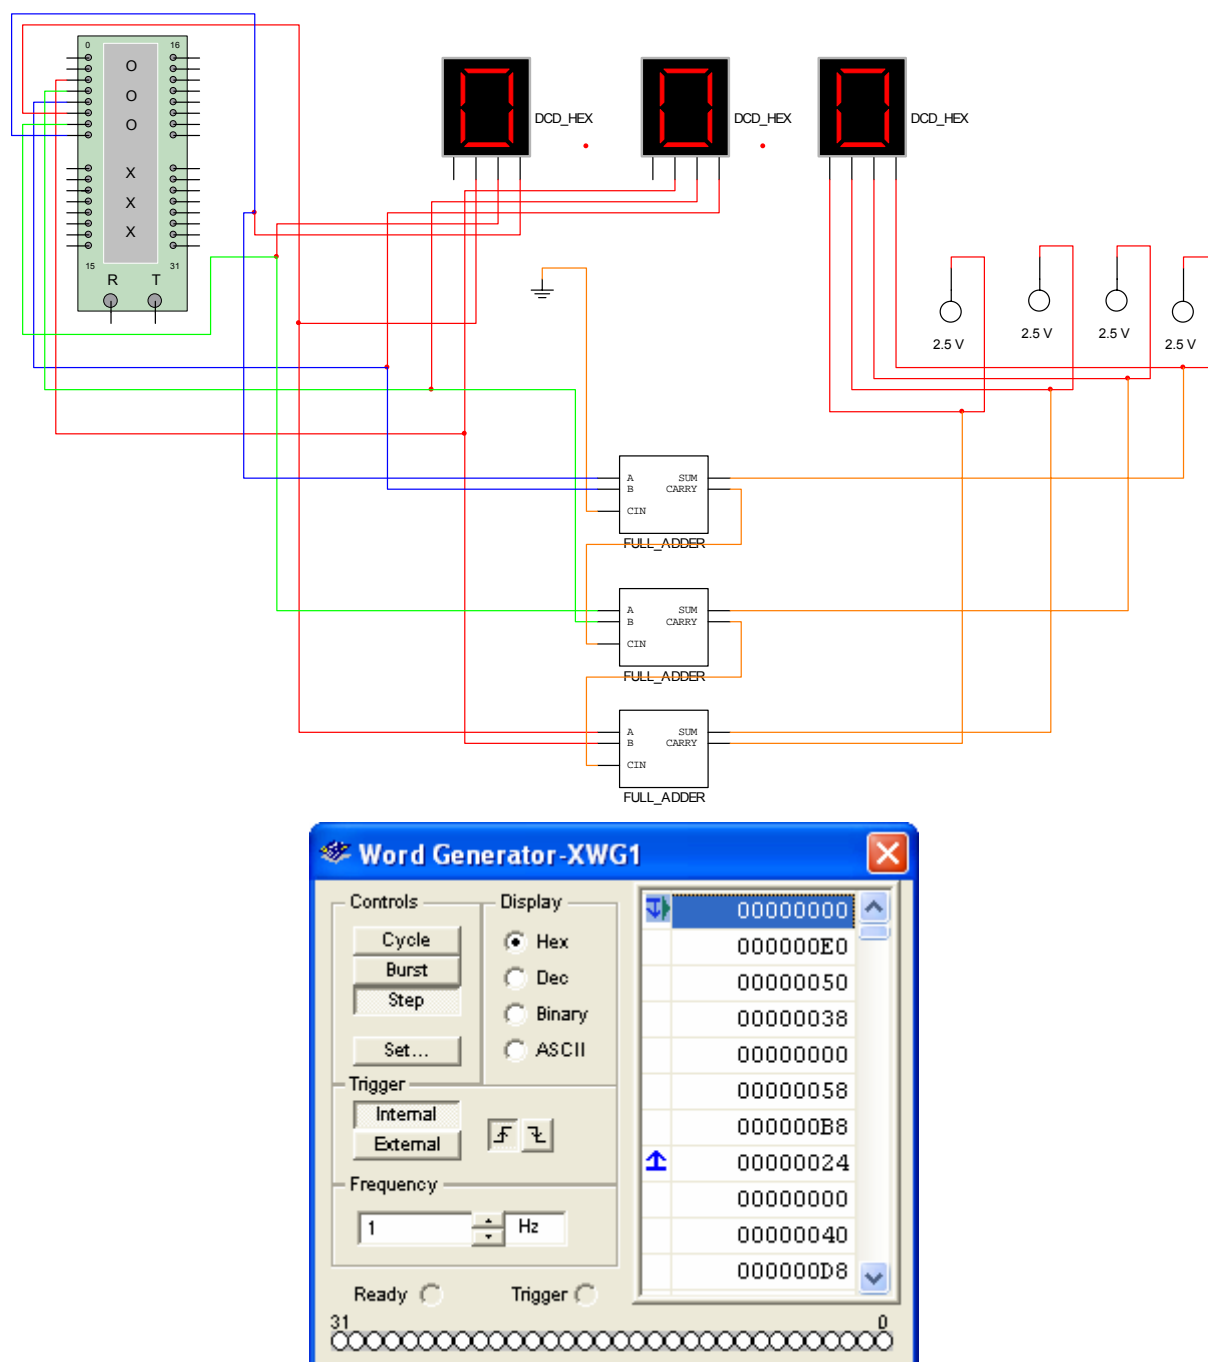 0 16
O
O
O
X
X
X
15 31
R T
DCD_HEX
DCD_HEX
DCD_HEX
2.5 V
2.5 V
2.5 V
2.5 V
A SUM
B CARRY
CIN
FULL_ADDER
A SUM
B CARRY
CIN
FULL_ADDER
A SUM
B CARRY
CIN
FULL_ADDER
Word Generator-XWG1
Controls
Cycle
Burst
Step
Set...
Display
Hex
Dec
Binary
ASCII
Trigger
Internal
External
Frequency
1 Hz
Ready Trigger
00000000
000000E0
00000050
00000038
00000000
00000058
000000B8
00000024
00000000
00000040
000000D8
31 0